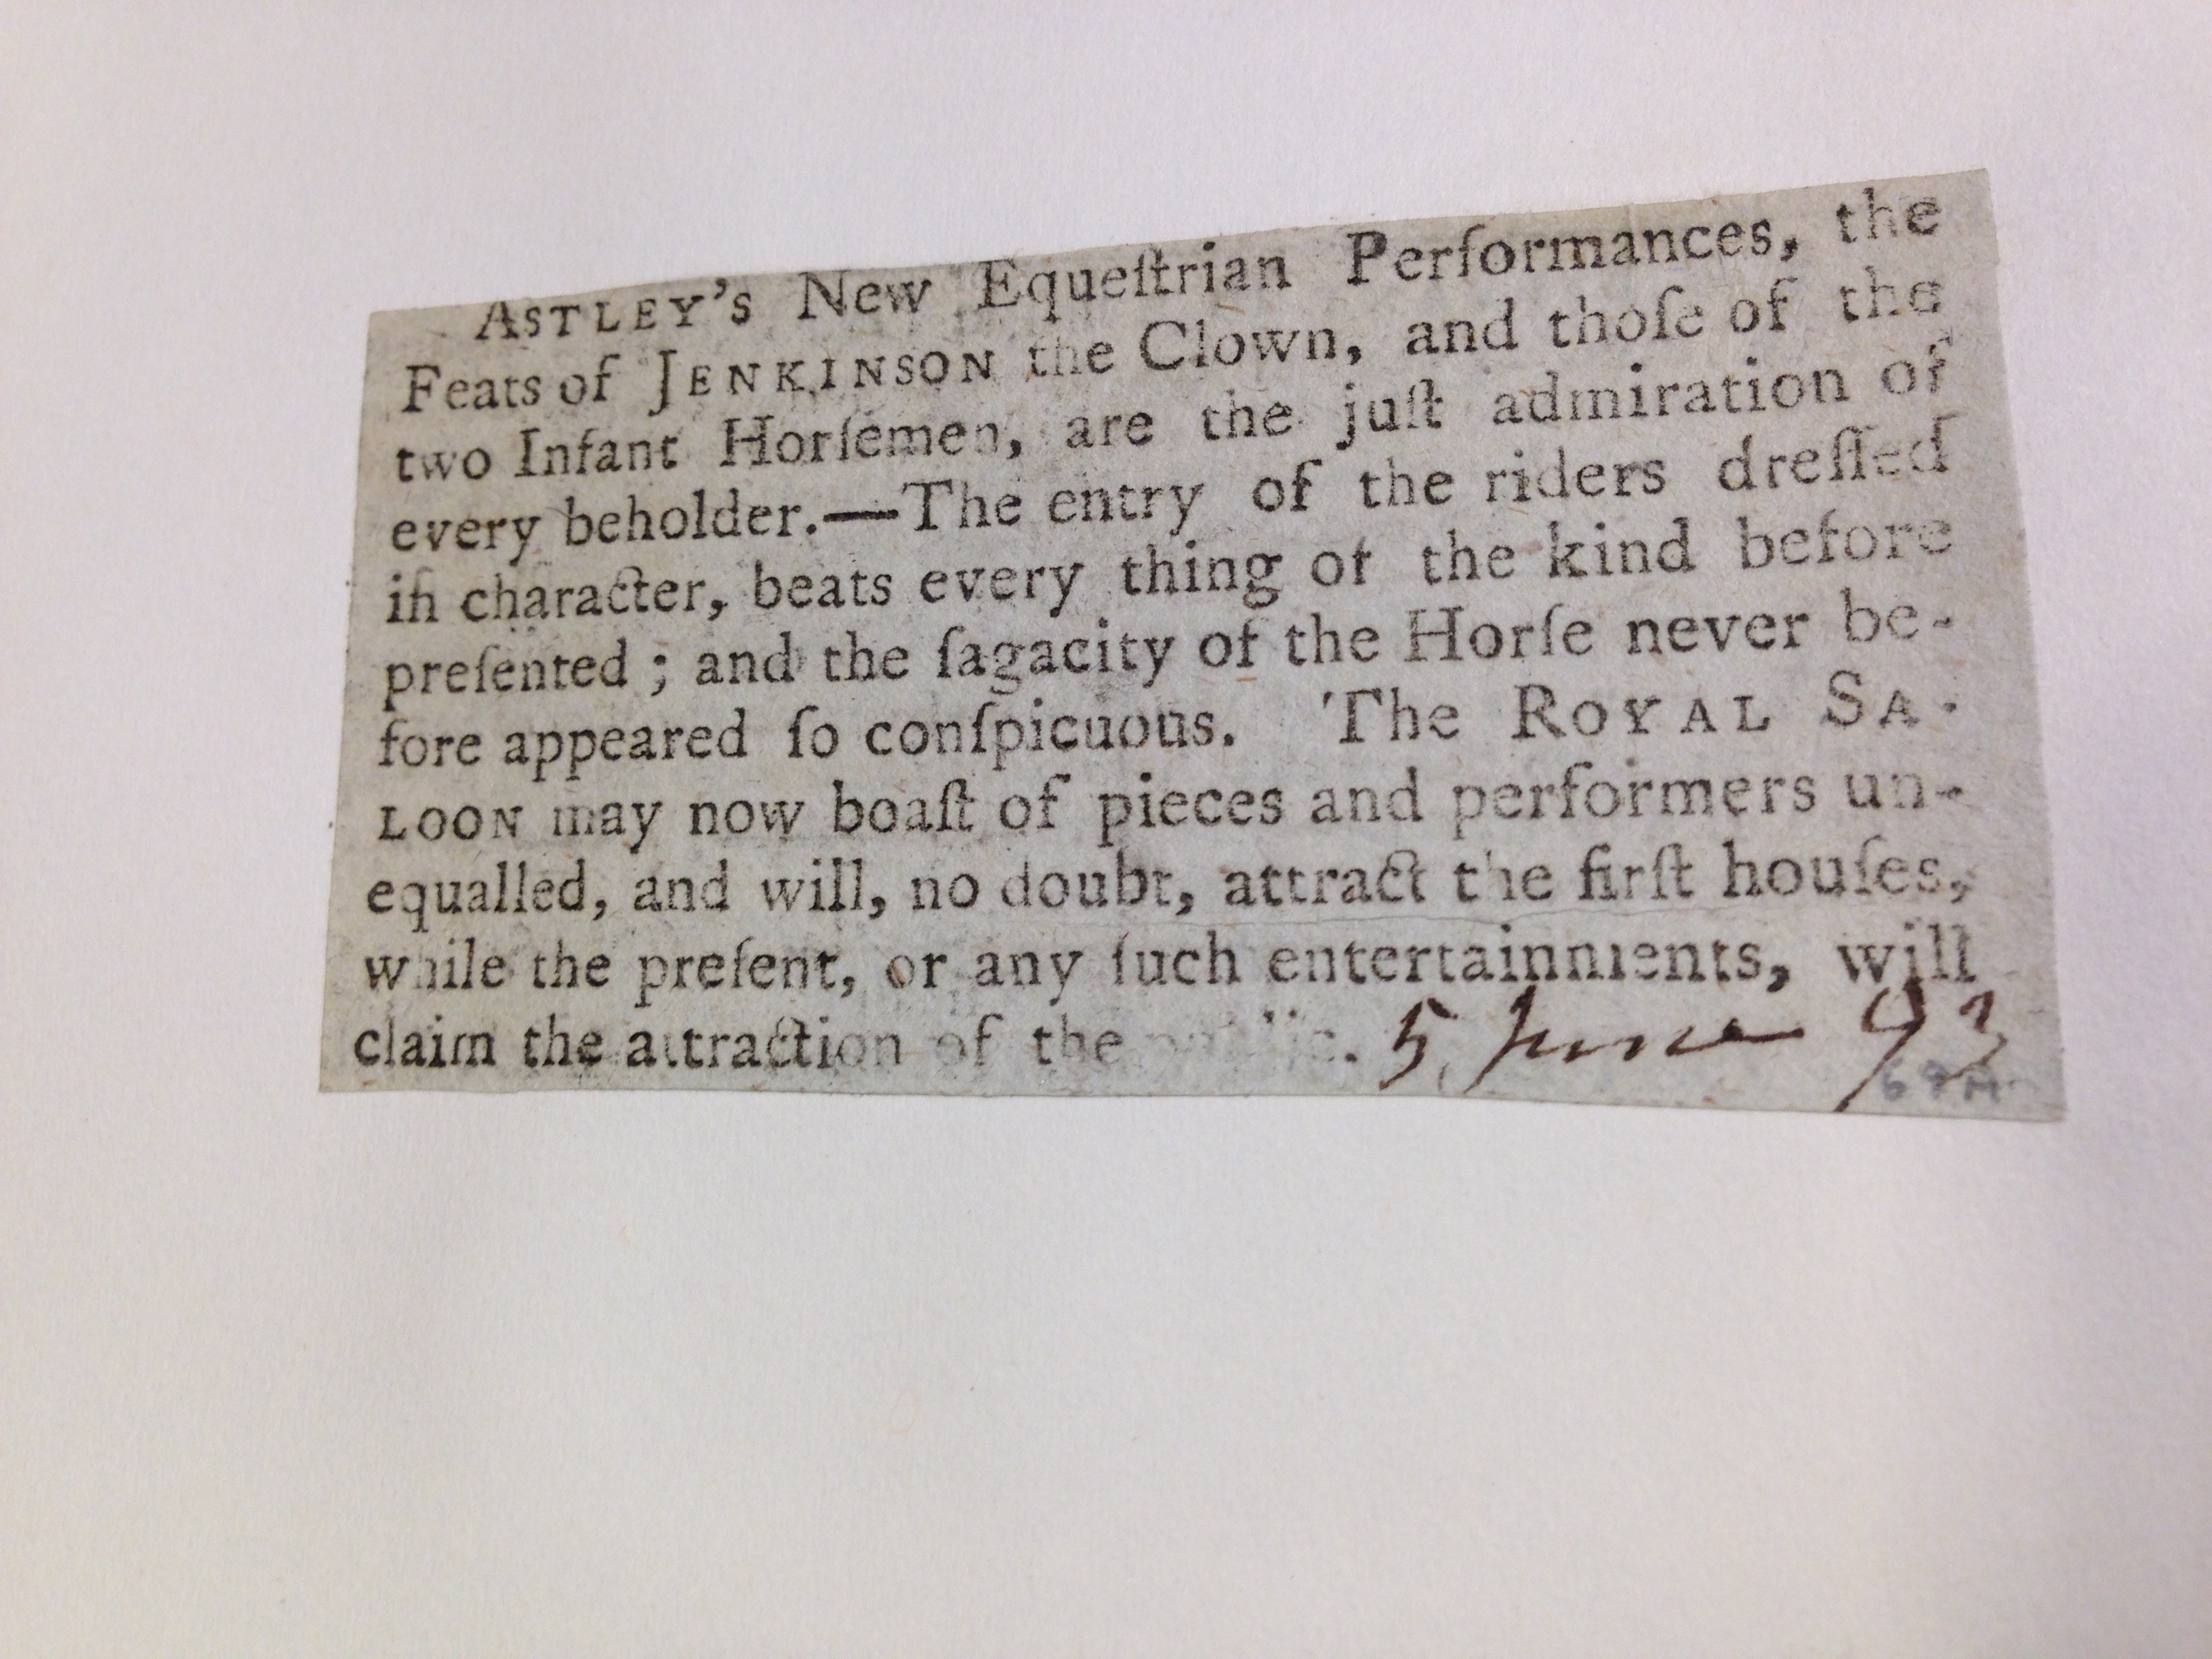 ASTLEY's New Equeſtrian Performances, the
Feats of JENKINSON the Clown, and thoſe of the
two Infant Horſemen, are the juſt admiration of
every beholder.—The entry of the riders dreſſed
in character, beats every thing of the kind before
preſented ; and the ſagacity of the Horſe never be-
fore appeared ſo conſpicuous. The ROYAL SA-
LOON may now boaſt of pieces and performers un-
equalled, and will, no doubt, attract the firſt houſes,
while the preſent, or any ſuch entertainments, will
claim the attraction of the public. 5 June 93